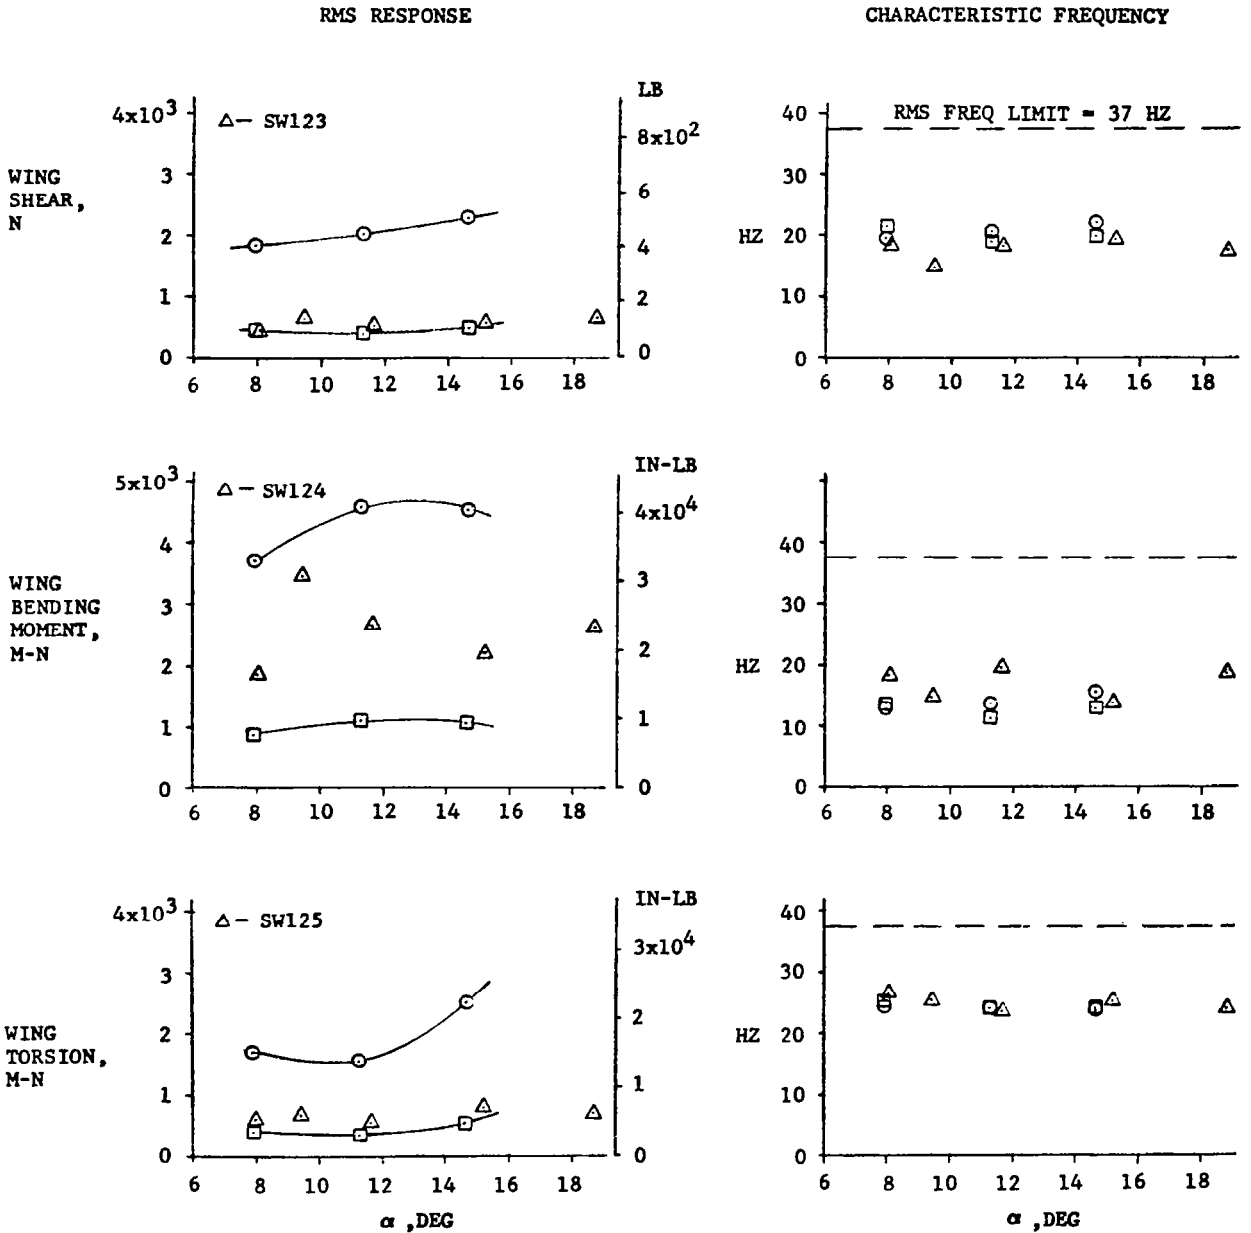 RMS RESPONSE
CHARACTERISTIC FREQUENCY
WING
SHEAR,
N
4x10^3
3
2
1
0
△ — SW123
LB
8x10^2
6
4
2
0
6 8 10 12 14 16 18
HZ
40
30
20
10
0
RMS FREQ LIMIT = 37 HZ
6 8 10 12 14 16 18
WING
BENDING
MOMENT,
M-N
5x10^3
4
3
2
1
0
△ — SW124
IN-LB
4x10^4
3
2
1
0
6 8 10 12 14 16 18
HZ
40
30
20
10
0
6 8 10 12 14 16 18
WING
TORSION,
M-N
4x10^3
3
2
1
0
△ — SW125
IN-LB
3x10^4
2
1
0
6 8 10 12 14 16 18
α ,DEG
HZ
40
30
20
10
0
6 8 10 12 14 16 18
α ,DEG